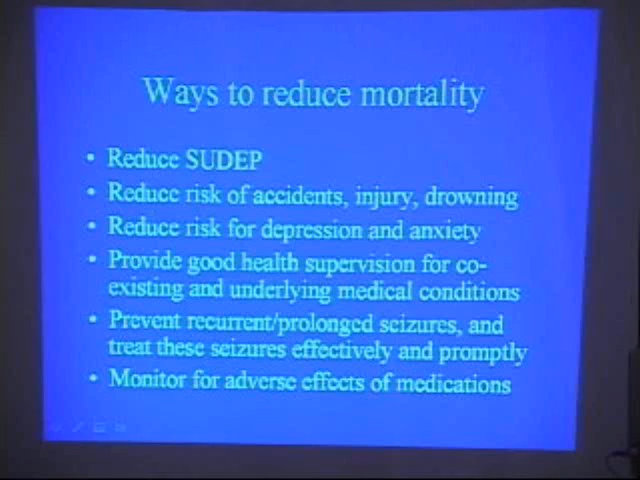 Ways to reduce mortality
• Reduce SUDEP
• Reduce risk of accidents, injury, drowning
• Reduce risk for depression and anxiety
• Provide good health supervision for co-
existing and underlying medical conditions
• Prevent recurrent/prolonged seizures, and
treat these seizures effectively and promptly
• Monitor for adverse effects of medications